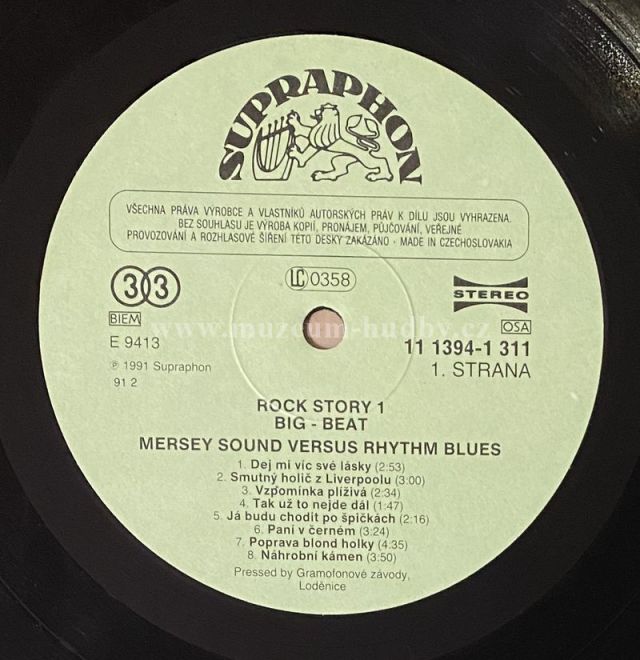 SUPRAPHON
VŠECHNA PRÁVA VÝROBCE A VLASTNÍKŮ AUTORSKÝCH PRÁV K DÍLU JSOU VYHRAZENA.
BEZ SOUHLASU JE VÝROBA KOPIÍ, PRONÁJEM, PŮJČOVÁNÍ, VEŘEJNÉ
PROVOZOVÁNÍ A ROZHLASOVÉ ŠÍŘENÍ TÉTO DESKY ZAKÁZÁNO · MADE IN CZECHOSLOVAKIA
33
LC 0358
STEREO
BIEM
www.muzeum-hudby.cz
OSA
E 9413
11 1394-1 311
℗ 1991 Supraphon
1. STRANA
91 2
ROCK STORY 1
BIG - BEAT
MERSEY SOUND VERSUS RHYTHM BLUES
1. Dej mi víc své lásky (2:53)
2. Smutný holič z Liverpoolu (3:00)
3. Vzpomínka plíživá (2:34)
4. Tak už to nejde dál (1:47)
5. Já budu chodit po špičkách (2:16)
6. Paní v černém (3:24)
7. Poprava blond holky (4:35)
8. Náhrobní kámen (3:50)
Pressed by Gramofonové závody,
Loděnice